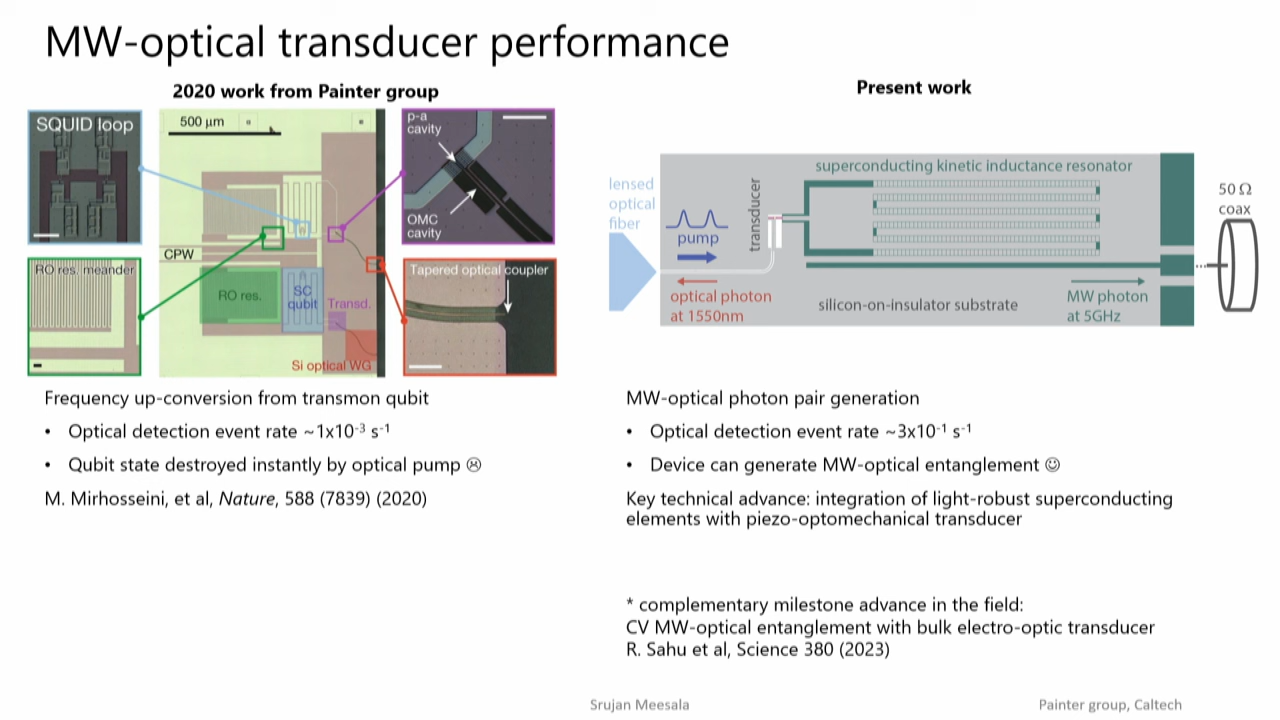 MW-optical transducer performance
2020 work from Painter group
SQUID loop
500 μm
p-a
cavity
OMC
cavity
CPW
RO res. meander
RO res.
SC
qubit
Transd.
Si optical WG
Tapered optical coupler
Frequency up-conversion from transmon qubit
• Optical detection event rate ~1x10⁻³ s⁻¹
• Qubit state destroyed instantly by optical pump ☹
M. Mirhosseini, et al, Nature, 588 (7839) (2020)
Present work
lensed
optical
fiber
pump
transducer
superconducting kinetic inductance resonator
50 Ω
coax
optical photon
at 1550nm
silicon-on-insulator substrate
MW photon
at 5GHz
MW-optical photon pair generation
• Optical detection event rate ~3x10⁻¹ s⁻¹
• Device can generate MW-optical entanglement ☺
Key technical advance: integration of light-robust superconducting
elements with piezo-optomechanical transducer
* complementary milestone advance in the field:
CV MW-optical entanglement with bulk electro-optic transducer
R. Sahu et al, Science 380 (2023)
Srujan Meesala
Painter group, Caltech